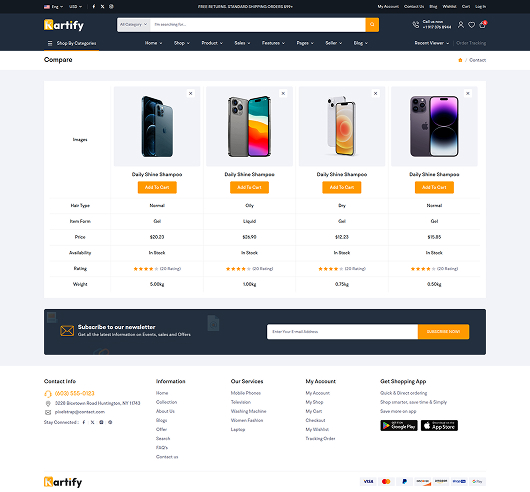 Eng USD FREE RETURNS. STANDARD SHIPPING ORDERS $99+ My Account Contact Us Blog Wishlist Cart Log In
Kartify All Category I'm searching for... Call us now +1 917 876 8944
Shop By Categories Home Shop Product Sales Features Pages Seller Blog Recent Viewer Order Tracking
Compare / Contact
Images
Daily Shine Shampoo Daily Shine Shampoo Daily Shine Shampoo Daily Shine Shampoo
Add To Cart Add To Cart Add To Cart Add To Cart
Hair Type Normal Oily Dry Normal
Item Form Gel Liquid Gel Gel
Price $20.23 $26.90 $12.23 $15.85
Availability In Stock In Stock In Stock In Stock
Rating (20 Rating) (20 Rating) (20 Rating) (20 Rating)
Weight 5.00kg 1.00kg 0.75kg 0.50kg
Subscribe to our newsletter
Get all the latest information on Events, sales and Offers
Enter Your E-mail Address SUBSCRIBE NOW!
Contact Info Information Our Services My Account Get Shopping App
(603) 555-0123 Home Mobile Phones My Account Quick & Direct ordering
3228 Bicetown Road Huntington, NY 11743 Collection Television My Shop Shop smarter, save time & Simply
pixelstrap@contact.com About Us Washing Machine My Cart Save more on app
Stay Connected : Blogs Women Fashion Checkout Google Play App Store
Offer Laptop My Wishlist
Search Tracking Order
FAQ's
Contact us
Kartify VISA PayPal DISCOVER amazon PayU